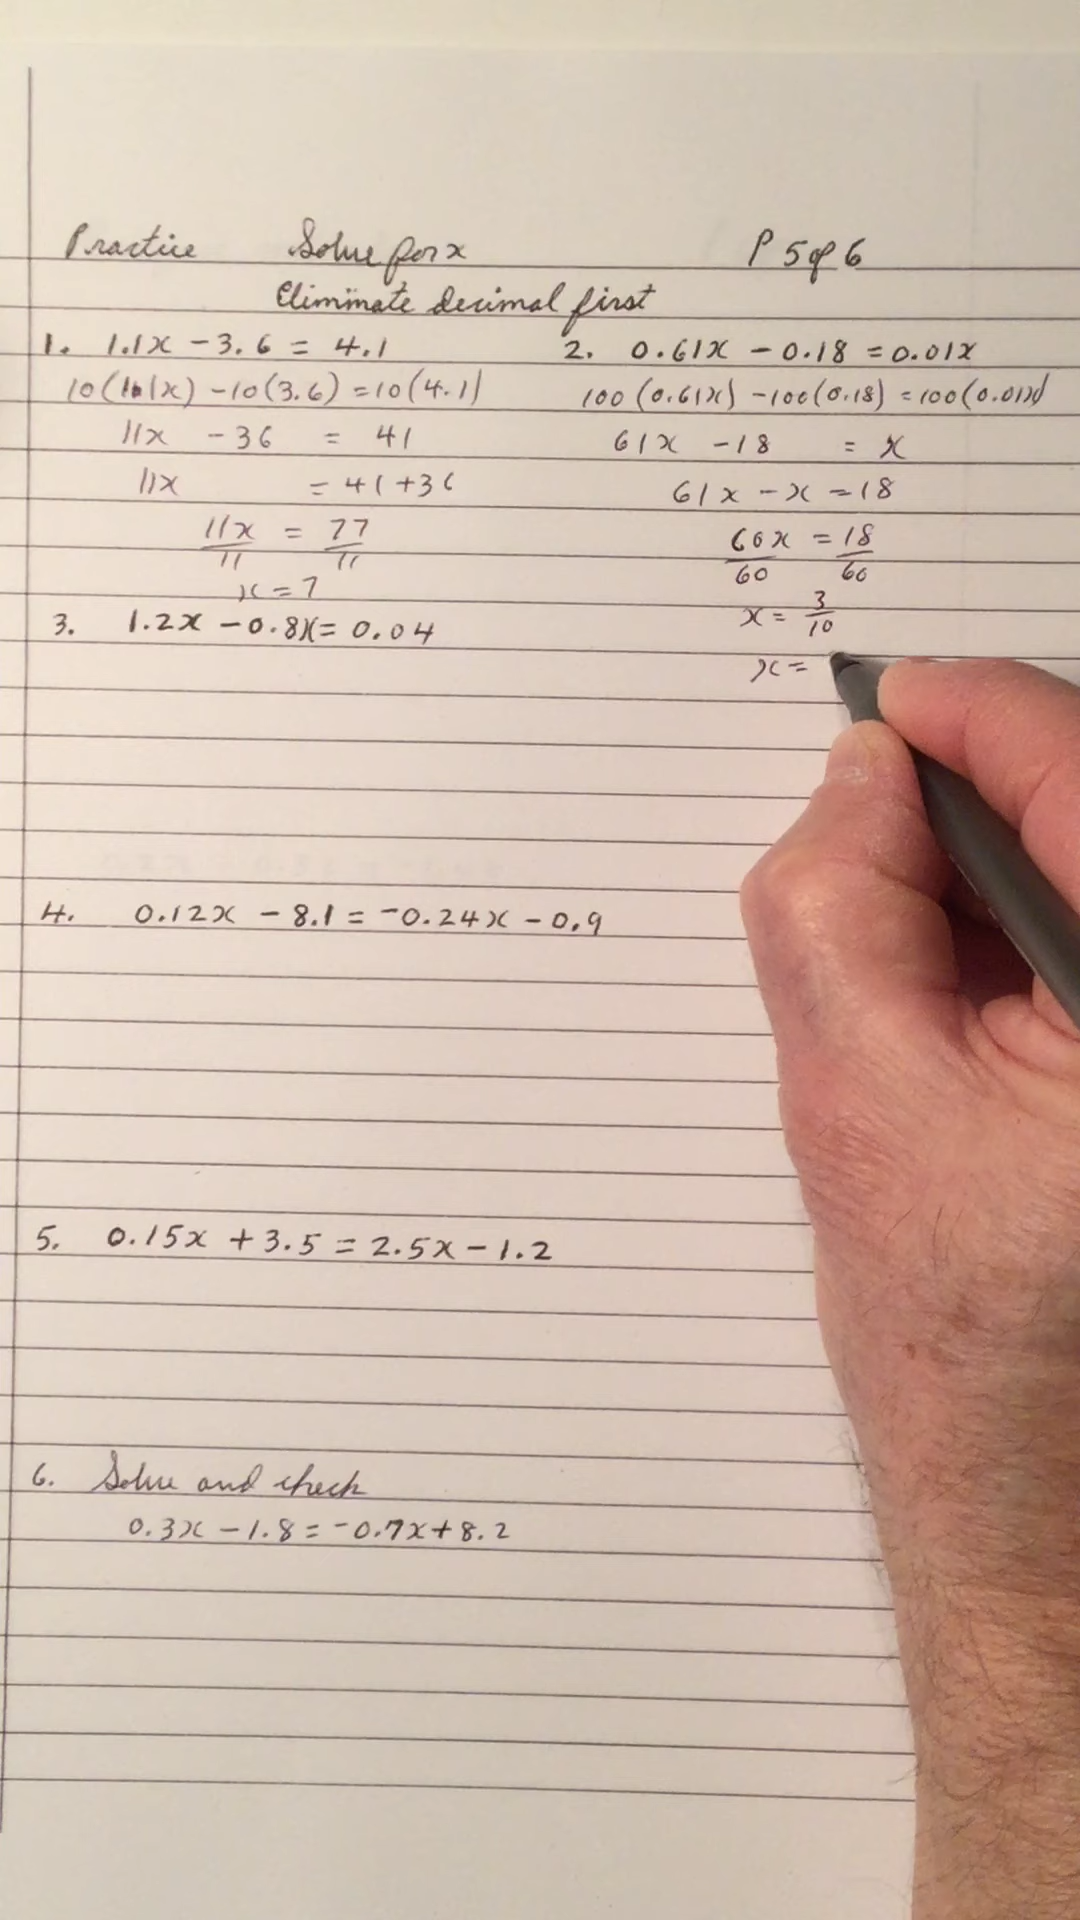 Practice Solve for x P 5 of 6
Eliminate decimal first
1. 1.1x - 3.6 = 4.1
10(1.1x) - 10(3.6) = 10(4.1)
11x - 36 = 41
11x = 41 + 36
11x = 77
11 11
x = 7
2. 0.61x - 0.18 = 0.01x
100(0.61x) - 100(0.18) = 100(0.01x)
61x - 18 = x
61x - x = 18
60x = 18
60 60
x = 3/10
x =
3. 1.2x - 0.8x = 0.04
4. 0.12x - 8.1 = -0.24x - 0.9
5. 0.15x + 3.5 = 2.5x - 1.2
6. Solve and check
0.3x - 1.8 = -0.7x + 8.2